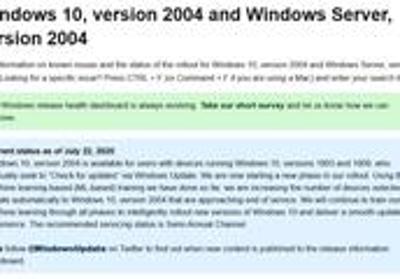 ndows 10, version 2004 and Windows Server,
rsion 2004
formation on known issues and the status of the rollout for Windows 10, version 2004 and Windows Server, ver
Looking for a specific issue? Press CTRL + F (or Command + F if you are using a Mac) and enter your search
Windows release health dashboard is always evolving. Take our short survey and let us know how we can
rent status as of July 22, 2020
dows 10, version 2004 is available for users with devices running Windows 10, versions 1903 and 1909, who
ually seek to "Check for updates" via Windows Update. We are now starting a new phase in our rollout. Using
hine learning-based (ML-based) training we have done so far, we are increasing the number of devices selected
ate automatically to Windows 10, version 2004 that are approaching end of service. We will continue to train our
hine learning through all phases to intelligently rollout new versions of Windows 10 and deliver a smooth update
erience. The recommended servicing status is Semi-Annual Channel.
follow @WindowsUpdate on Twitter to find out when new content is published to the release information
board.